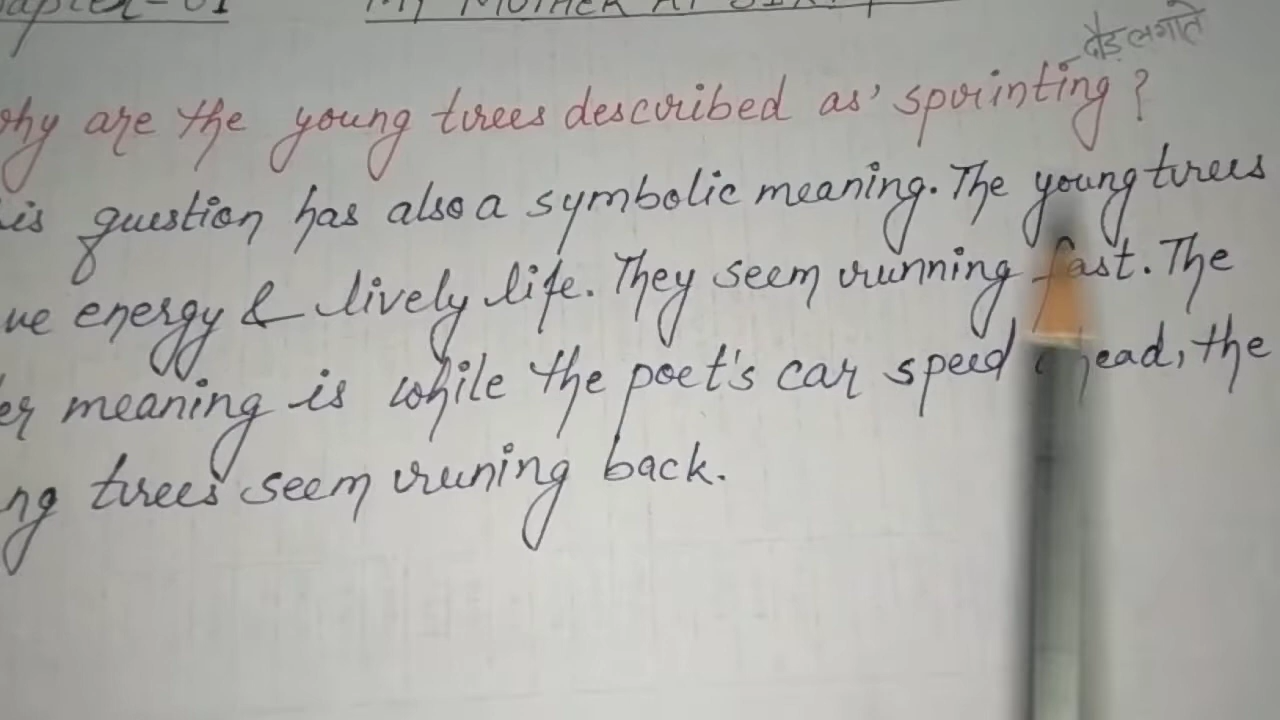 MY MOTHER AT
दौड़ लगाते
why are the young trees described as' sprinting?
is question has also a symbolic meaning. The young trees
ve energy & lively life. They seem running fast. The
er meaning is while the poet's car speed ahead, the
ng trees seem runing back.